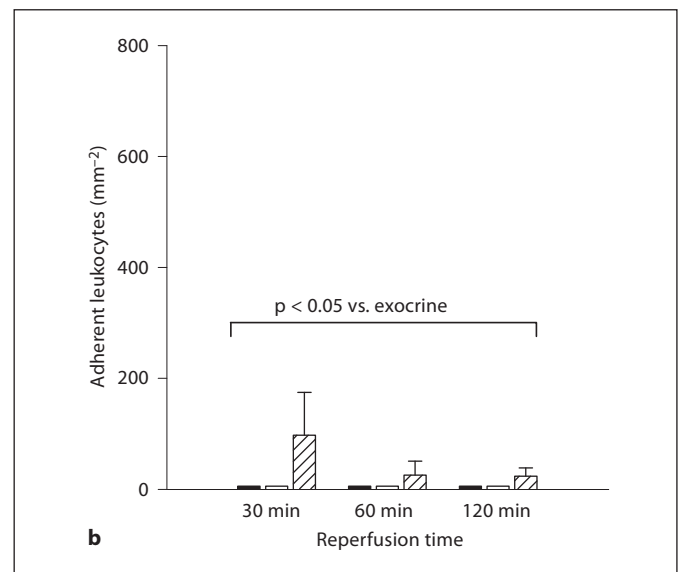 800
600
400
200
0
Adherent leukocytes (mm⁻²)
p < 0.05 vs. exocrine
30 min 60 min 120 min
Reperfusion time
b